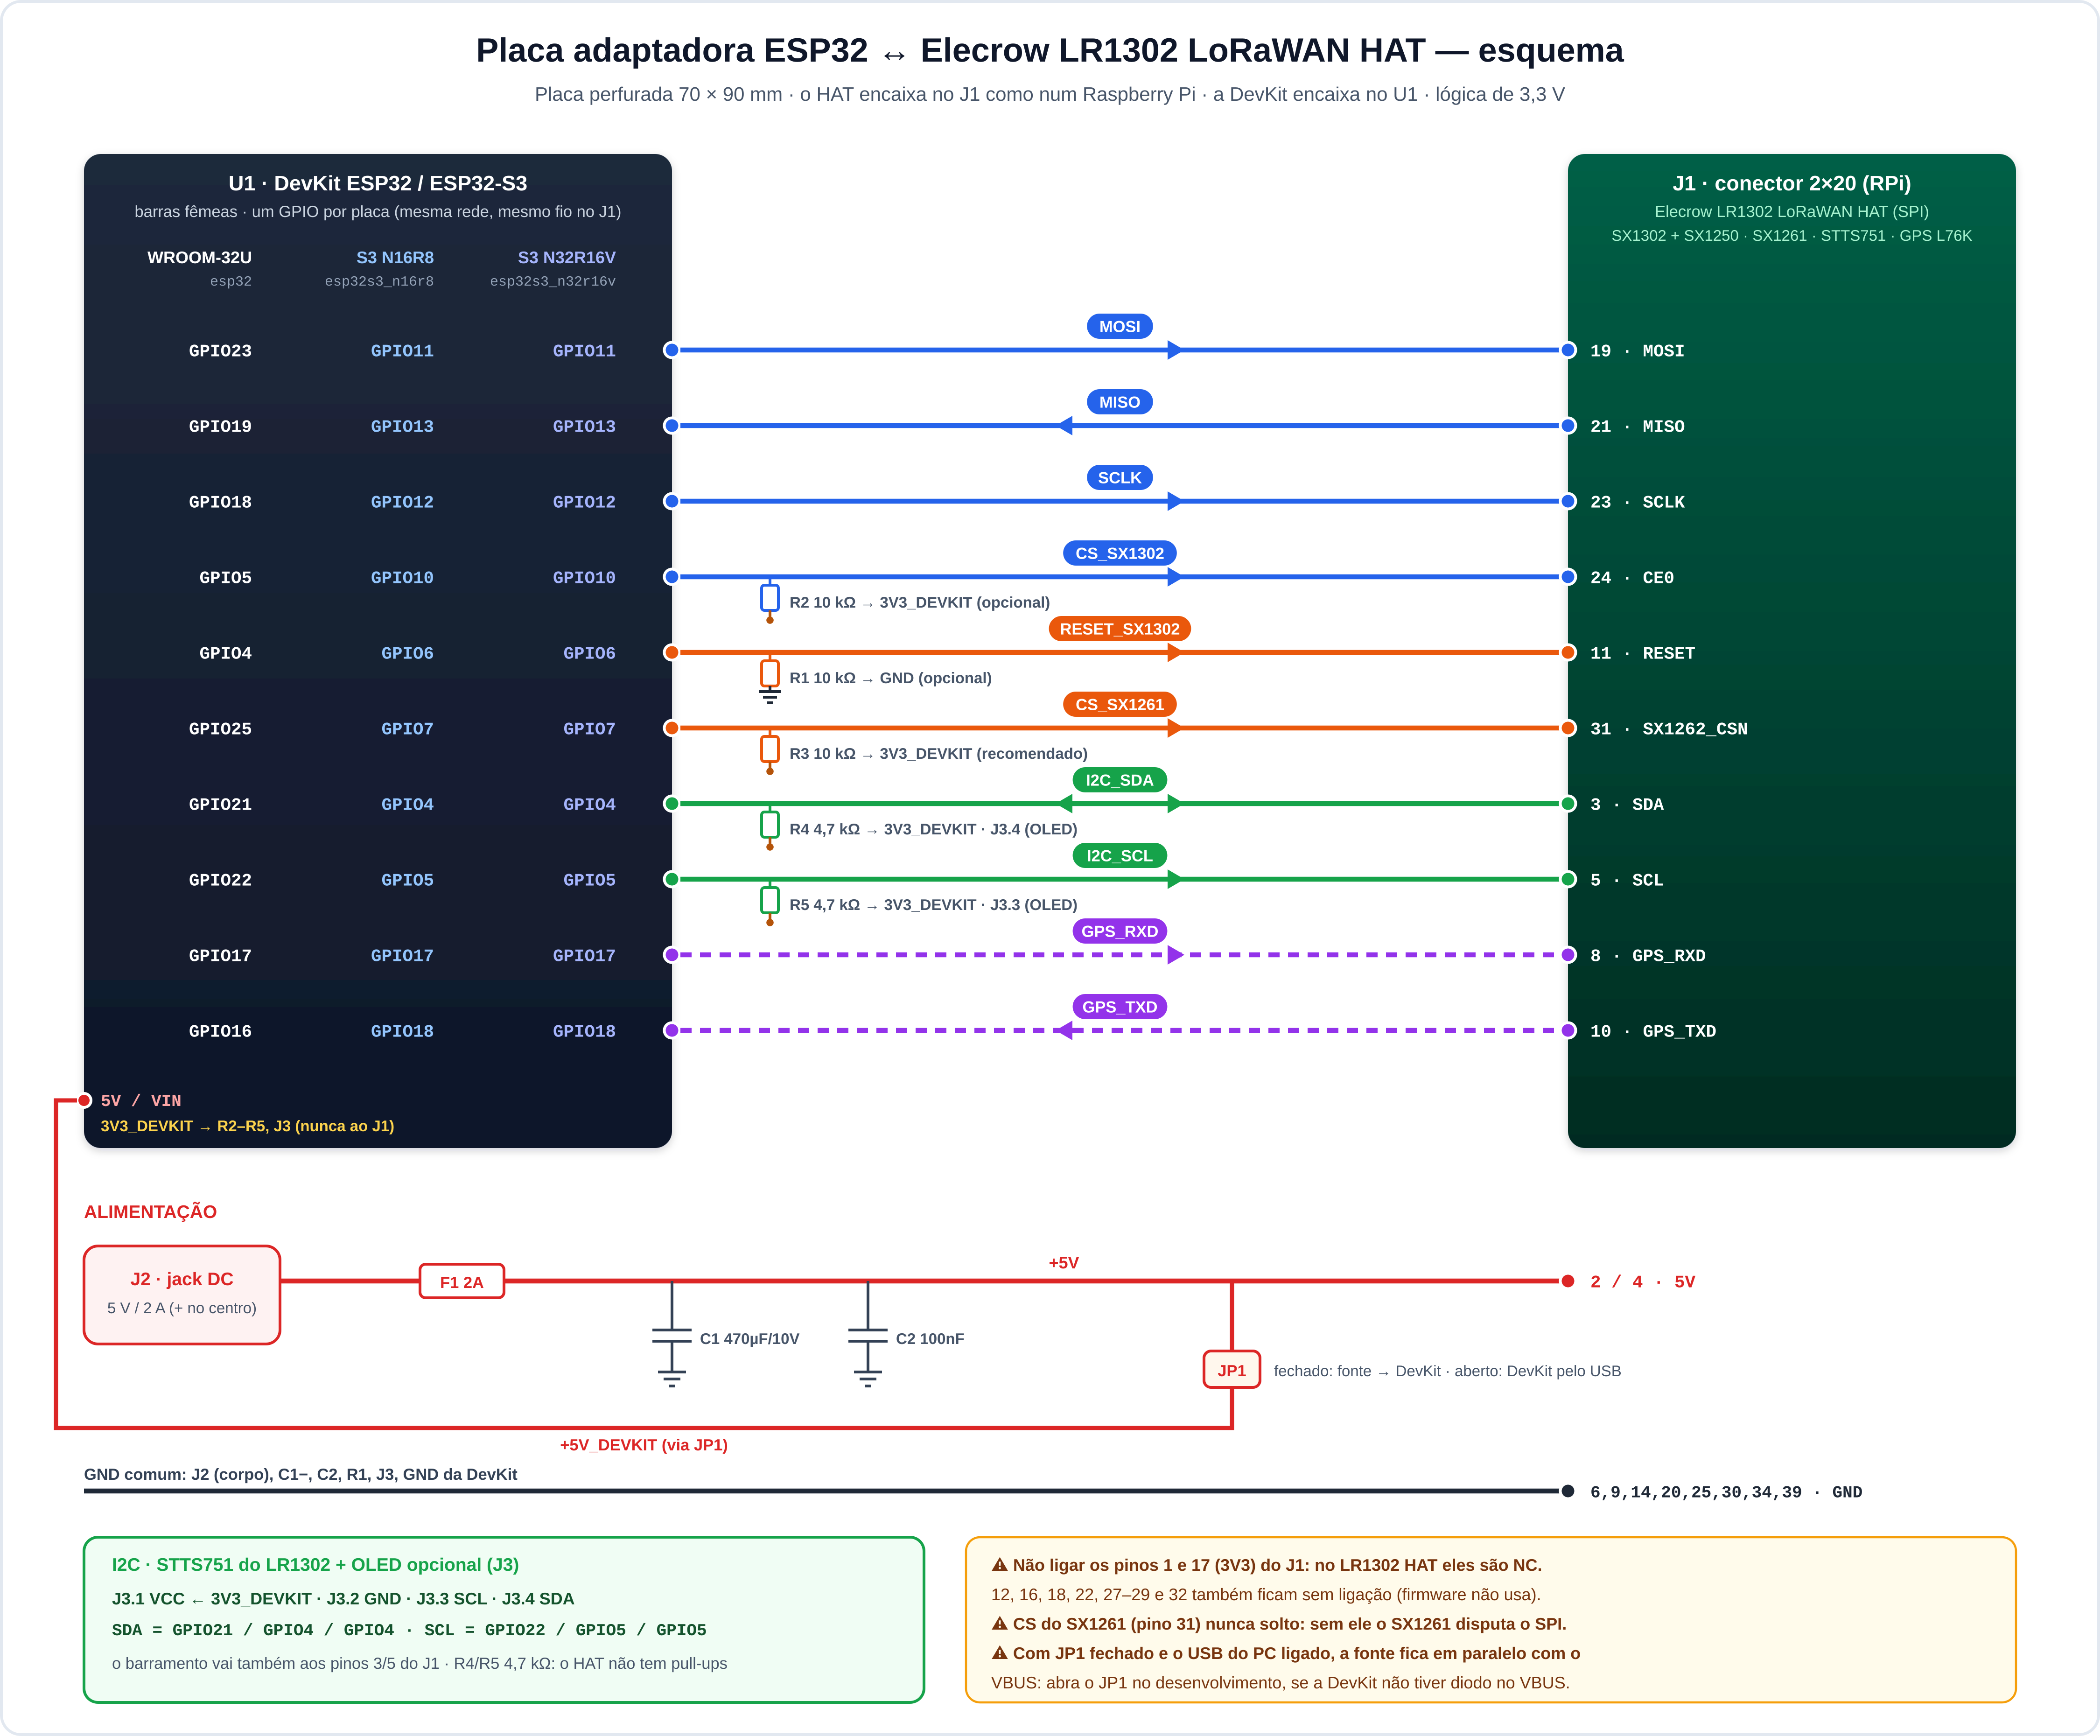 Placa adaptadora ESP32 ↔ Elecrow LR1302 LoRaWAN HAT — esquema
Placa perfurada 70 × 90 mm · o HAT encaixa no J1 como num Raspberry Pi · a DevKit encaixa no U1 · lógica de 3,3 V
U1 · DevKit ESP32 / ESP32-S3
barras fêmeas · um GPIO por placa (mesma rede, mesmo fio no J1)
WROOM-32U S3 N16R8 S3 N32R16V
esp32 esp32s3_n16r8 esp32s3_n32r16v
J1 · conector 2×20 (RPi)
Elecrow LR1302 LoRaWAN HAT (SPI)
SX1302 + SX1250 · SX1261 · STTS751 · GPS L76K
MOSI
GPIO23 GPIO11 GPIO11 19 · MOSI
MISO
GPIO19 GPIO13 GPIO13 21 · MISO
SCLK
GPIO18 GPIO12 GPIO12 23 · SCLK
CS_SX1302
GPIO5 GPIO10 GPIO10 24 · CE0
R2 10 kΩ → 3V3_DEVKIT (opcional)
RESET_SX1302
GPIO4 GPIO6 GPIO6 11 · RESET
R1 10 kΩ → GND (opcional)
CS_SX1261
GPIO25 GPIO7 GPIO7 31 · SX1262_CSN
R3 10 kΩ → 3V3_DEVKIT (recomendado)
I2C_SDA
GPIO21 GPIO4 GPIO4 3 · SDA
R4 4,7 kΩ → 3V3_DEVKIT · J3.4 (OLED)
I2C_SCL
GPIO22 GPIO5 GPIO5 5 · SCL
R5 4,7 kΩ → 3V3_DEVKIT · J3.3 (OLED)
GPS_RXD
GPIO17 GPIO17 GPIO17 8 · GPS_RXD
GPS_TXD
GPIO16 GPIO18 GPIO18 10 · GPS_TXD
5V / VIN
3V3_DEVKIT → R2–R5, J3 (nunca ao J1)
ALIMENTAÇÃO
J2 · jack DC
5 V / 2 A (+ no centro)
F1 2A
+5V
2 / 4 · 5V
C1 470µF/10V
C2 100nF
JP1
fechado: fonte → DevKit · aberto: DevKit pelo USB
+5V_DEVKIT (via JP1)
GND comum: J2 (corpo), C1−, C2, R1, J3, GND da DevKit
6,9,14,20,25,30,34,39 · GND
I2C · STTS751 do LR1302 + OLED opcional (J3)
J3.1 VCC ← 3V3_DEVKIT · J3.2 GND · J3.3 SCL · J3.4 SDA
SDA = GPIO21 / GPIO4 / GPIO4 · SCL = GPIO22 / GPIO5 / GPIO5
o barramento vai também aos pinos 3/5 do J1 · R4/R5 4,7 kΩ: o HAT não tem pull-ups
⚠ Não ligar os pinos 1 e 17 (3V3) do J1: no LR1302 HAT eles são NC.
12, 16, 18, 22, 27–29 e 32 também ficam sem ligação (firmware não usa).
⚠ CS do SX1261 (pino 31) nunca solto: sem ele o SX1261 disputa o SPI.
⚠ Com JP1 fechado e o USB do PC ligado, a fonte fica em paralelo com o
VBUS: abra o JP1 no desenvolvimento, se a DevKit não tiver diodo no VBUS.